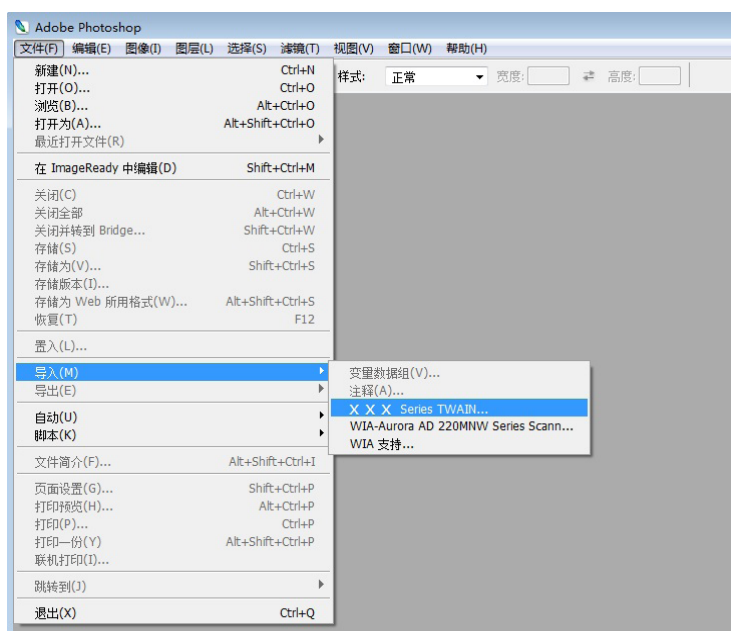 Adobe Photoshop
文件(F) 编辑(E) 图像(I) 图层(L) 选择(S) 滤镜(T) 视图(V) 窗口(W) 帮助(H)
样式: 正常 宽度: 高度:
新建(N)... Ctrl+N
打开(O)... Ctrl+O
浏览(B)... Alt+Ctrl+O
打开为(A)... Alt+Shift+Ctrl+O
最近打开文件(R)
在 ImageReady 中编辑(D) Shift+Ctrl+M
关闭(C) Ctrl+W
关闭全部 Alt+Ctrl+W
关闭并转到 Bridge... Shift+Ctrl+W
存储(S) Ctrl+S
存储为(V)... Shift+Ctrl+S
存储版本(I)...
存储为 Web 所用格式(W)... Alt+Shift+Ctrl+S
恢复(T) F12
置入(L)...
导入(M)
导出(E)
变量数据组(V)...
注释(A)...
X X X Series TWAIN...
WIA-Aurora AD 220MNW Series Scann...
WIA 支持...
自动(U)
脚本(K)
文件简介(F)... Alt+Shift+Ctrl+I
页面设置(G)... Shift+Ctrl+P
打印预览(H)... Alt+Ctrl+P
打印(P)... Ctrl+P
打印一份(Y) Alt+Shift+Ctrl+P
联机打印(I)...
跳转到(J)
退出(X) Ctrl+Q